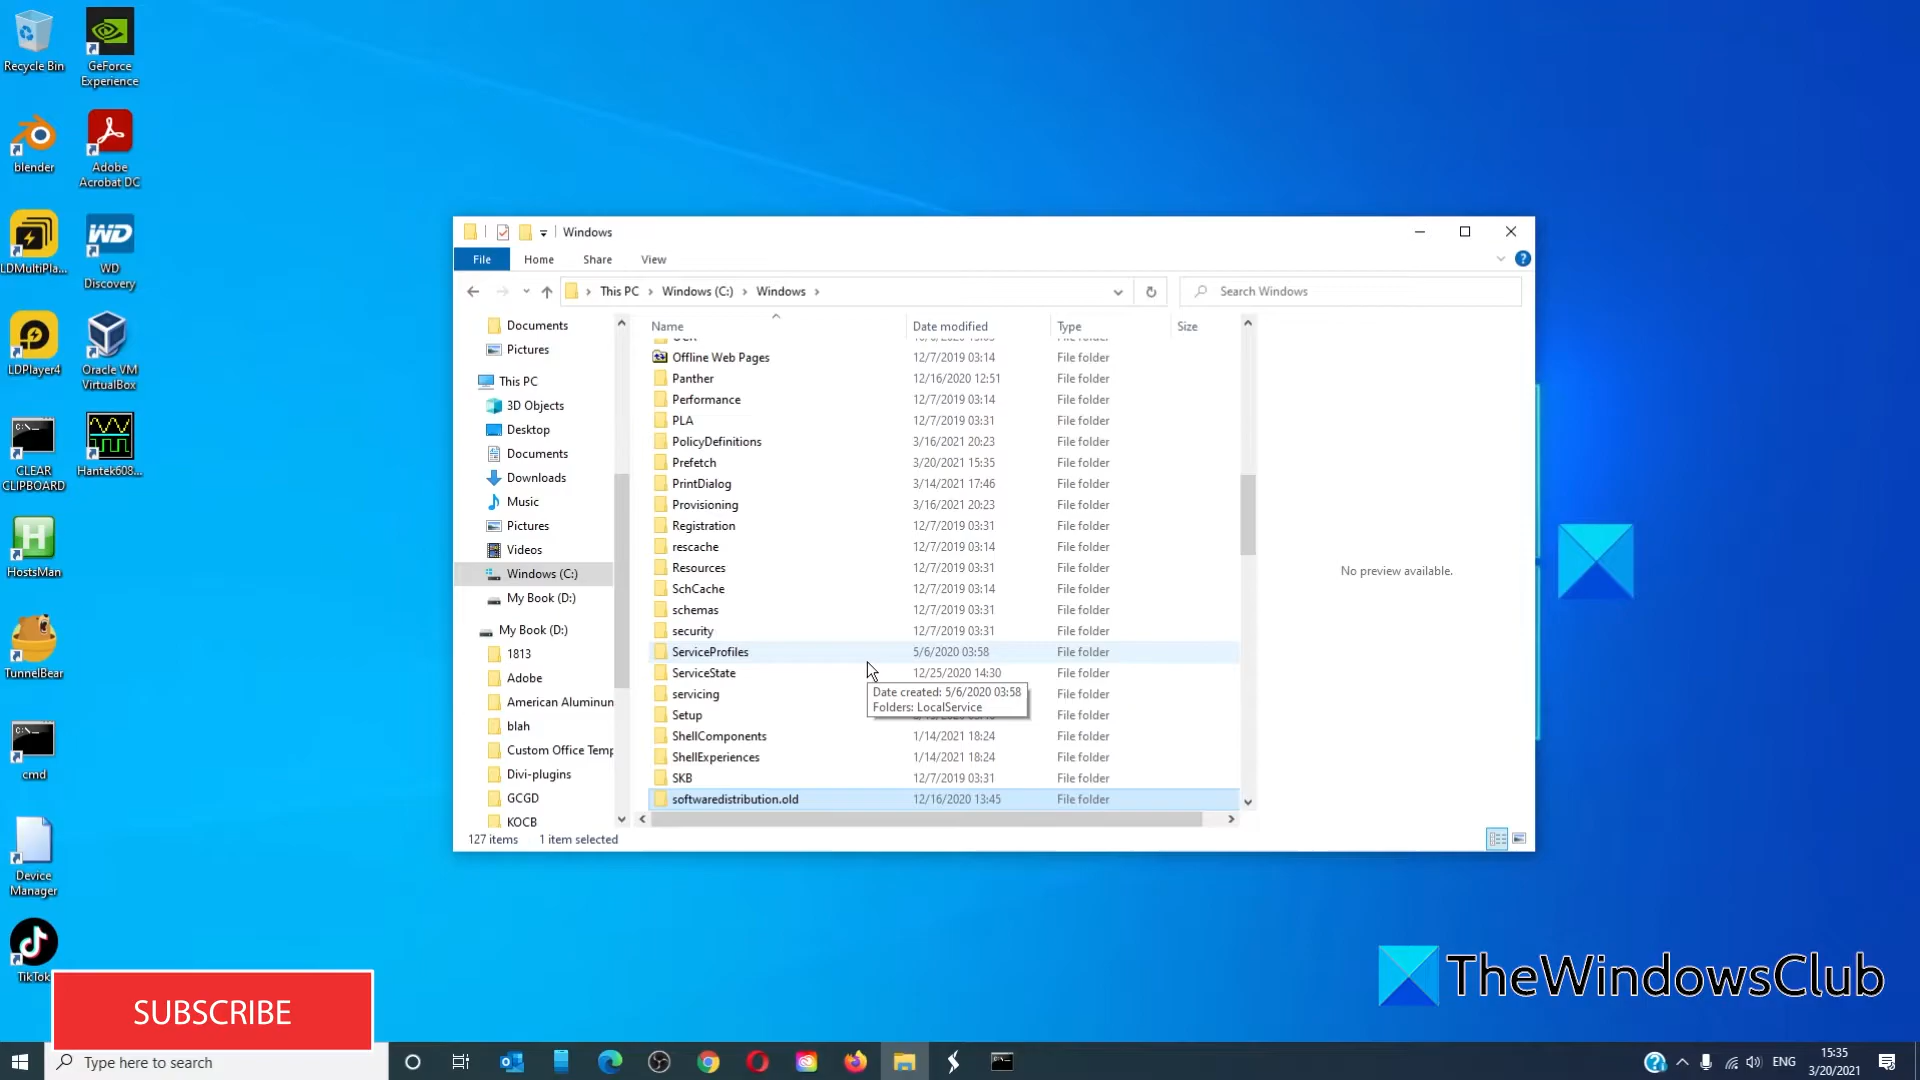 Recycle Bin
GeForce
Experience
blender
Adobe
Acrobat DC
LDMultiPla...
WD
WD
Discovery
LDPlayer4
Oracle VM
VirtualBox
CLEAR
CLIPBOARD
Hantek608...
HostsMan
TunnelBear
cmd
Device
Manager
TikTok
SUBSCRIBE
Windows
File Home Share View
This PC > Windows (C:) > Windows >
Search Windows
Documents
Pictures
This PC
3D Objects
Desktop
Documents
Downloads
Music
Pictures
Videos
Windows (C:)
My Book (D:)
My Book (D:)
1813
Adobe
American Aluminun
blah
Custom Office Temp
Divi-plugins
GCGD
KOCB
Name Date modified Type Size
Offline Web Pages 12/7/2019 03:14 File folder
Panther 12/16/2020 12:51 File folder
Performance 12/7/2019 03:14 File folder
PLA 12/7/2019 03:31 File folder
PolicyDefinitions 3/16/2021 20:23 File folder
Prefetch 3/20/2021 15:35 File folder
PrintDialog 3/14/2021 17:46 File folder
Provisioning 3/16/2021 20:23 File folder
Registration 12/7/2019 03:31 File folder
rescache 12/7/2019 03:14 File folder
Resources 12/7/2019 03:31 File folder
SchCache 12/7/2019 03:14 File folder
schemas 12/7/2019 03:31 File folder
security 12/7/2019 03:31 File folder
ServiceProfiles 5/6/2020 03:58 File folder
ServiceState 12/25/2020 14:30 File folder
servicing File folder
Date created: 5/6/2020 03:58
Folders: LocalService
Setup File folder
ShellComponents 1/14/2021 18:24 File folder
ShellExperiences 1/14/2021 18:24 File folder
SKB 12/7/2019 03:31 File folder
softwaredistribution.old 12/16/2020 13:45 File folder
No preview available.
127 items 1 item selected
TheWindowsClub
Type here to search
ENG
15:35
3/20/2021